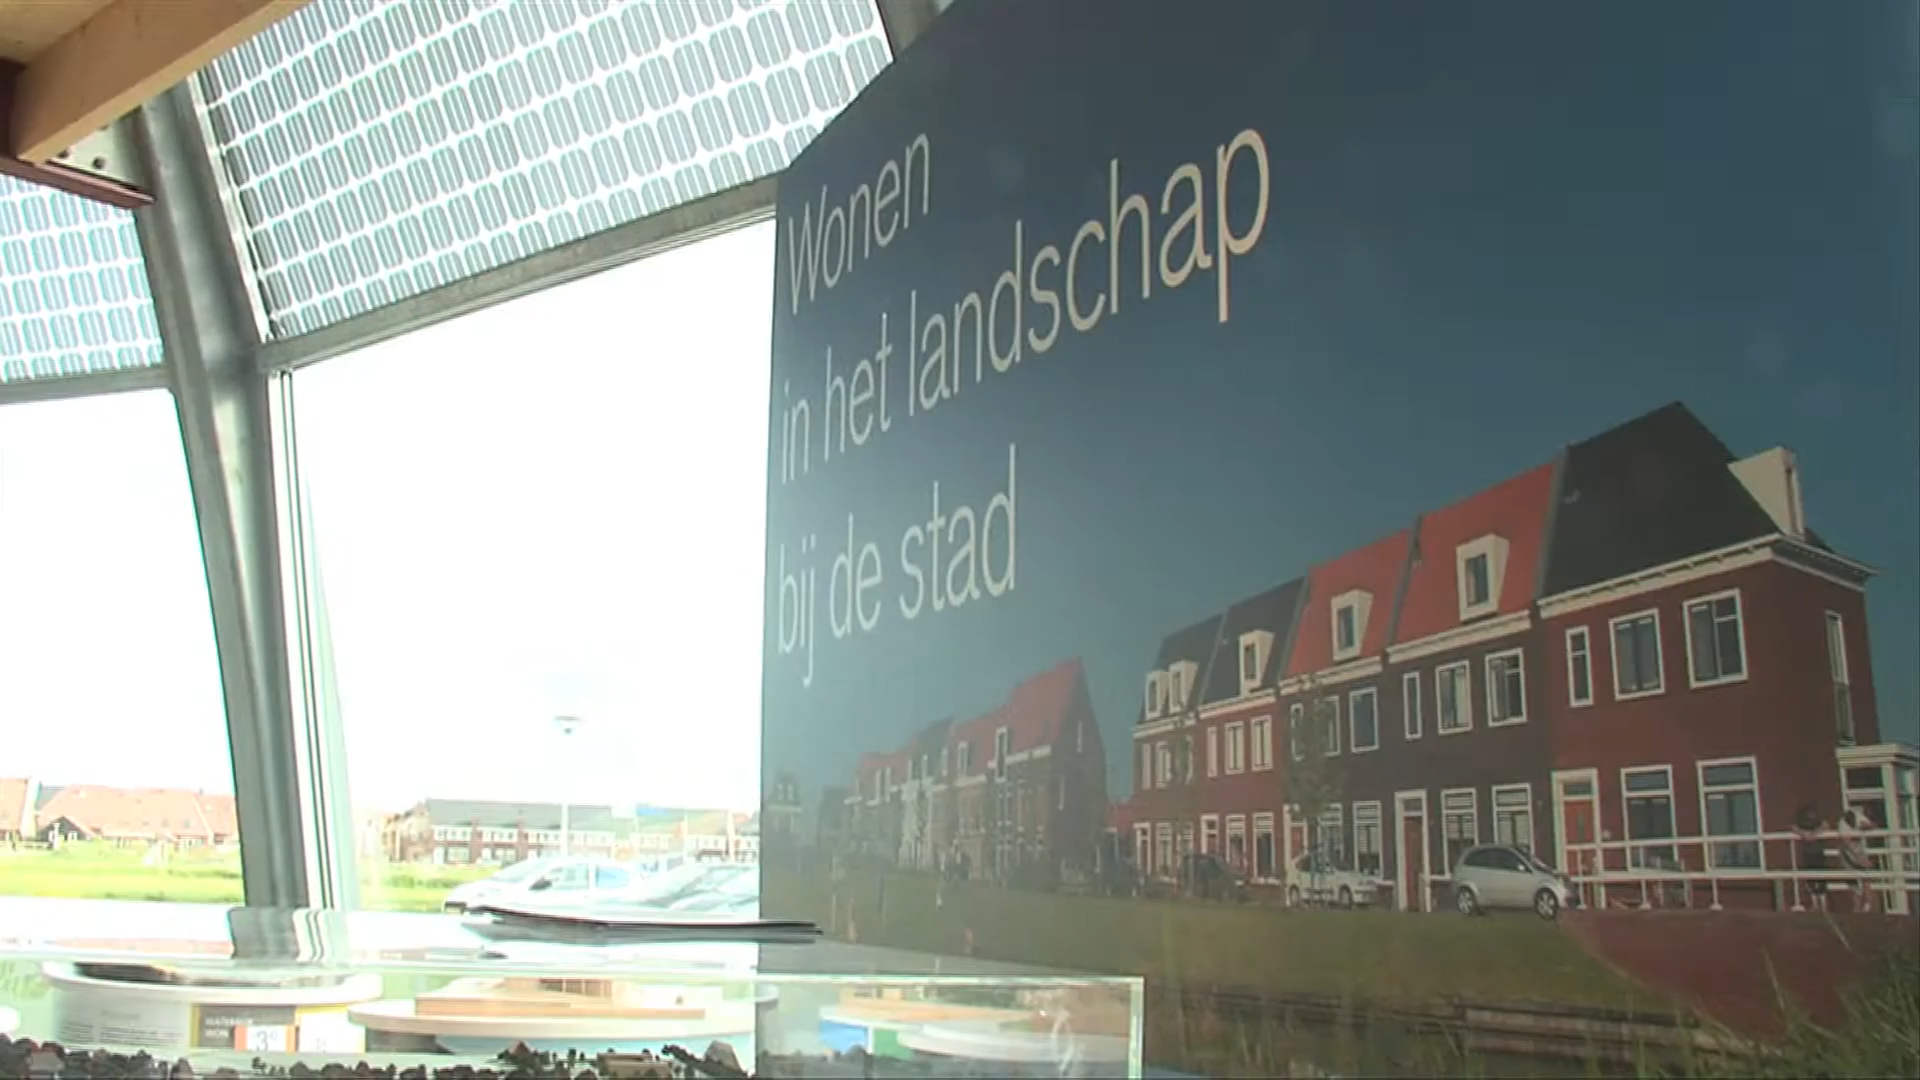 Wonen
in het landschap
bij de stad